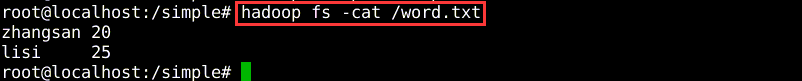 root@localhost:/simple# hadoop fs -cat /word.txt
zhangsan 20
lisi     25
root@localhost:/simple#